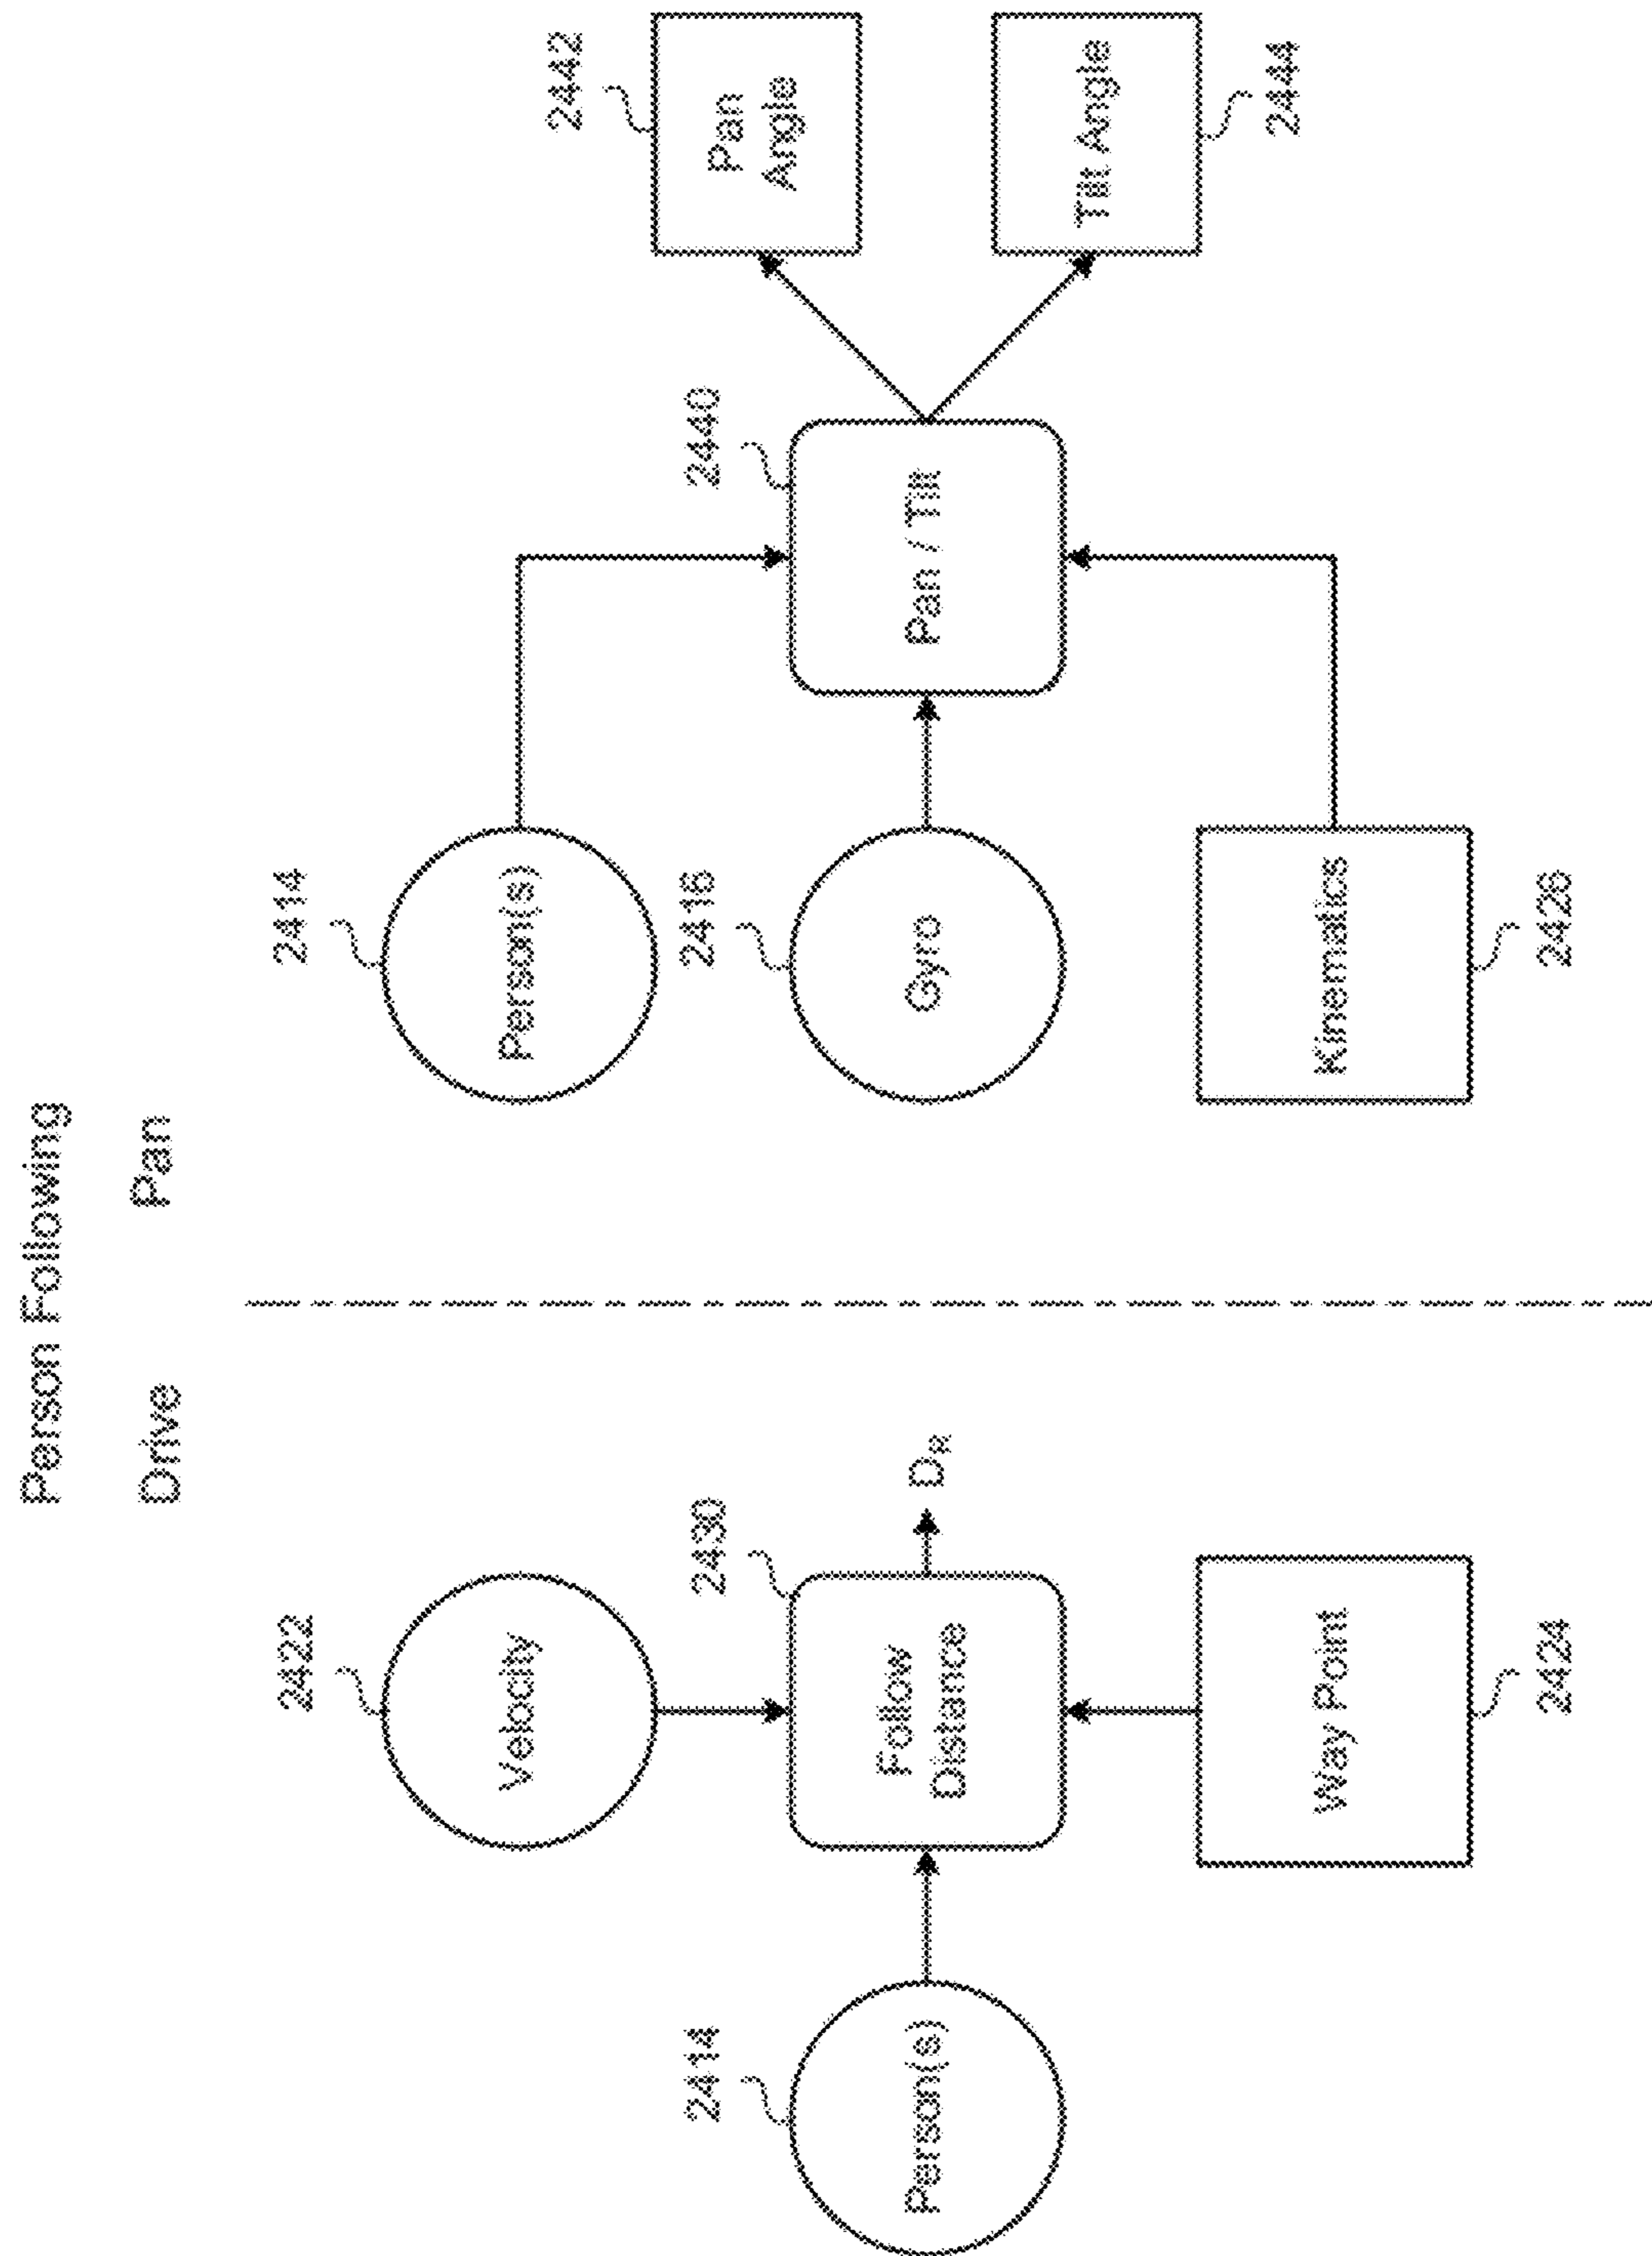 Person Following
Drive
Pan
2422
Velocity
2414
Person(s)
2430
Follow
Distance
DR
Way Point
2424
2414
Person(s)
2416
Gyro
Kinematics
2426
2440
Pan / Tilt
2442
Pan
Angle
Tilt Angle
2444